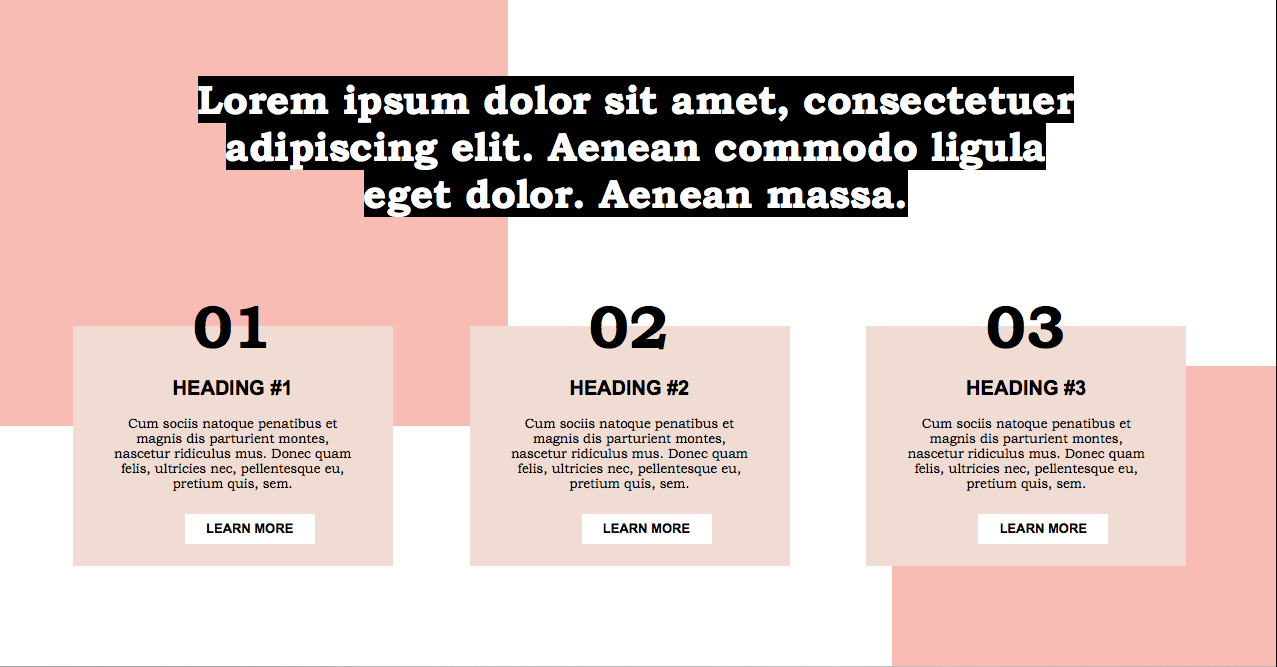 Lorem ipsum dolor sit amet, consectetuer
adipiscing elit. Aenean commodo ligula
eget dolor. Aenean massa.
01
HEADING #1
Cum sociis natoque penatibus et
magnis dis parturient montes,
nascetur ridiculus mus. Donec quam
felis, ultricies nec, pellentesque eu,
pretium quis, sem.
LEARN MORE
02
HEADING #2
Cum sociis natoque penatibus et
magnis dis parturient montes,
nascetur ridiculus mus. Donec quam
felis, ultricies nec, pellentesque eu,
pretium quis, sem.
LEARN MORE
03
HEADING #3
Cum sociis natoque penatibus et
magnis dis parturient montes,
nascetur ridiculus mus. Donec quam
felis, ultricies nec, pellentesque eu,
pretium quis, sem.
LEARN MORE